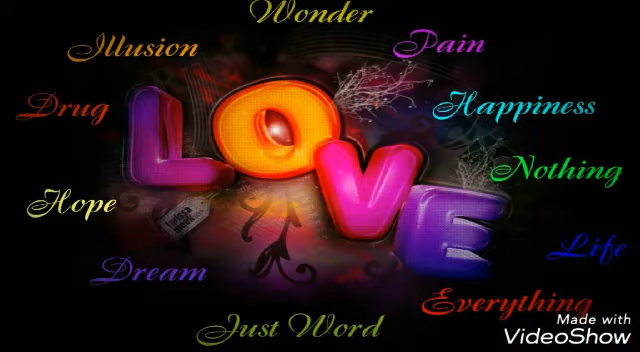 Wonder
Illusion
Pain
Drug
Happiness
LOVE
Nothing
Hope
Life
Dream
Everything
Just Word
Made with
VideoShow